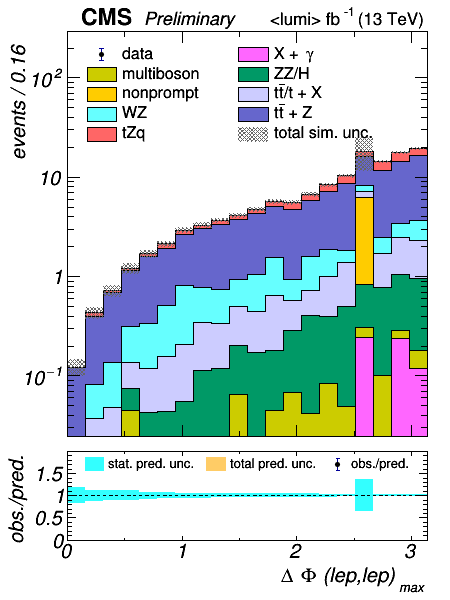 CMS Preliminary <lumi> fb⁻¹ (13 TeV)
events / 0.16
10²
10
1
10⁻¹
data
multiboson
nonprompt
WZ
tZq
X + γ
ZZ/H
tt̄/t + X
tt̄ + Z
total sim. unc.
obs./pred.
1.5
1
0.5
0
stat. pred. unc. total pred. unc. obs./pred.
0 1 2 3
Δ Φ (lep,lep) max